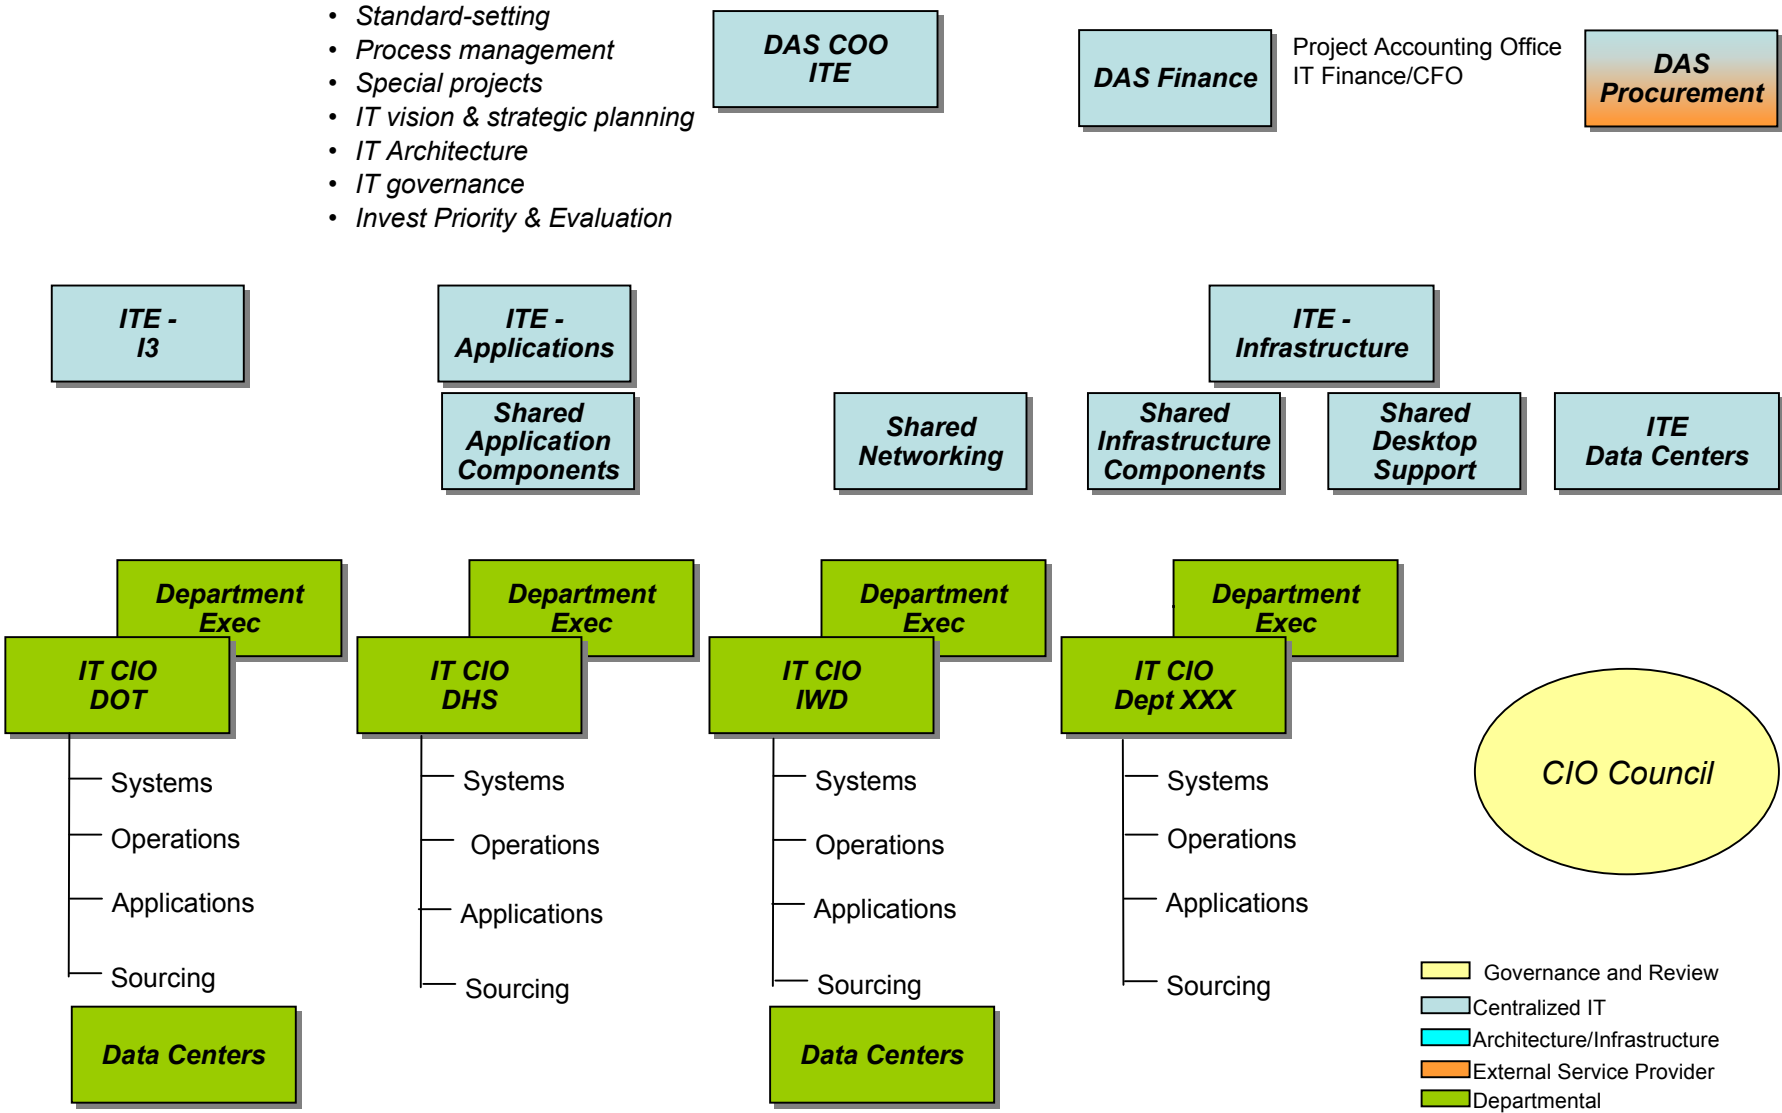 • Standard-setting
• Process management
• Special projects
• IT vision & strategic planning
• IT Architecture
• IT governance
• Invest Priority & Evaluation
DAS COO
ITE
DAS Finance
Project Accounting Office
IT Finance/CFO
DAS
Procurement
ITE -
I3
ITE -
Applications
ITE -
Infrastructure
Shared
Application
Components
Shared
Networking
Shared
Infrastructure
Components
Shared
Desktop
Support
ITE
Data Centers
Department
Exec
IT CIO
DOT
Systems
Operations
Applications
Sourcing
Data Centers
Department
Exec
IT CIO
DHS
Systems
Operations
Applications
Sourcing
Department
Exec
IT CIO
IWD
Systems
Operations
Applications
Sourcing
Data Centers
Department
Exec
IT CIO
Dept XXX
Systems
Operations
Applications
Sourcing
CIO Council
Governance and Review
Centralized IT
Architecture/Infrastructure
External Service Provider
Departmental